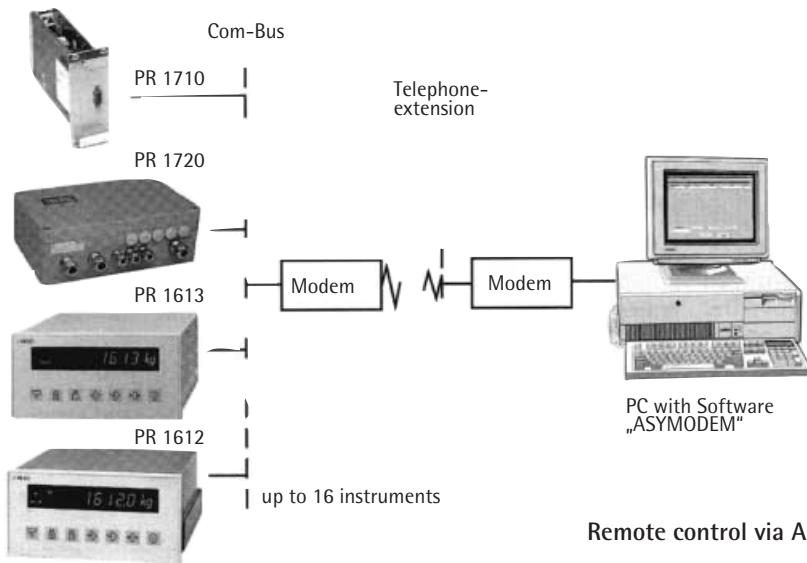 Com-Bus
PR 1710
Telephone-
extension
PR 1720
Modem
Modem
PR 1613
1613 kg
PC with Software
„ASYMODEM“
PR 1612
1612.0 kg
up to 16 instruments
Remote control via A